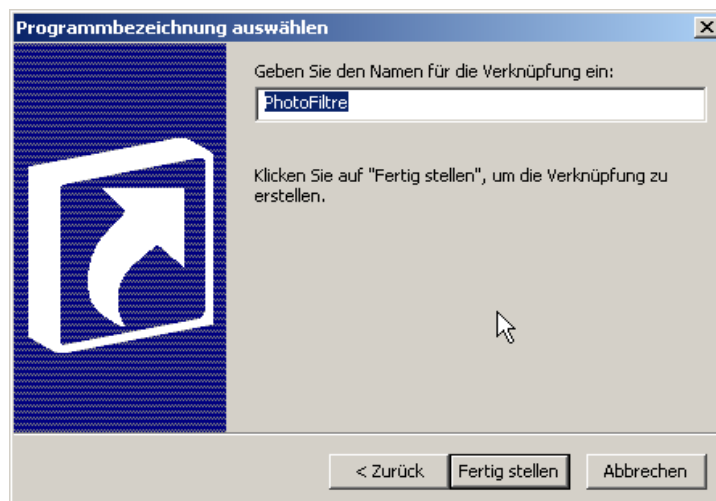 Programmbezeichnung auswählen
Geben Sie den Namen für die Verknüpfung ein:
PhotoFiltre
Klicken Sie auf "Fertig stellen", um die Verknüpfung zu
erstellen.
< Zurück Fertig stellen Abbrechen